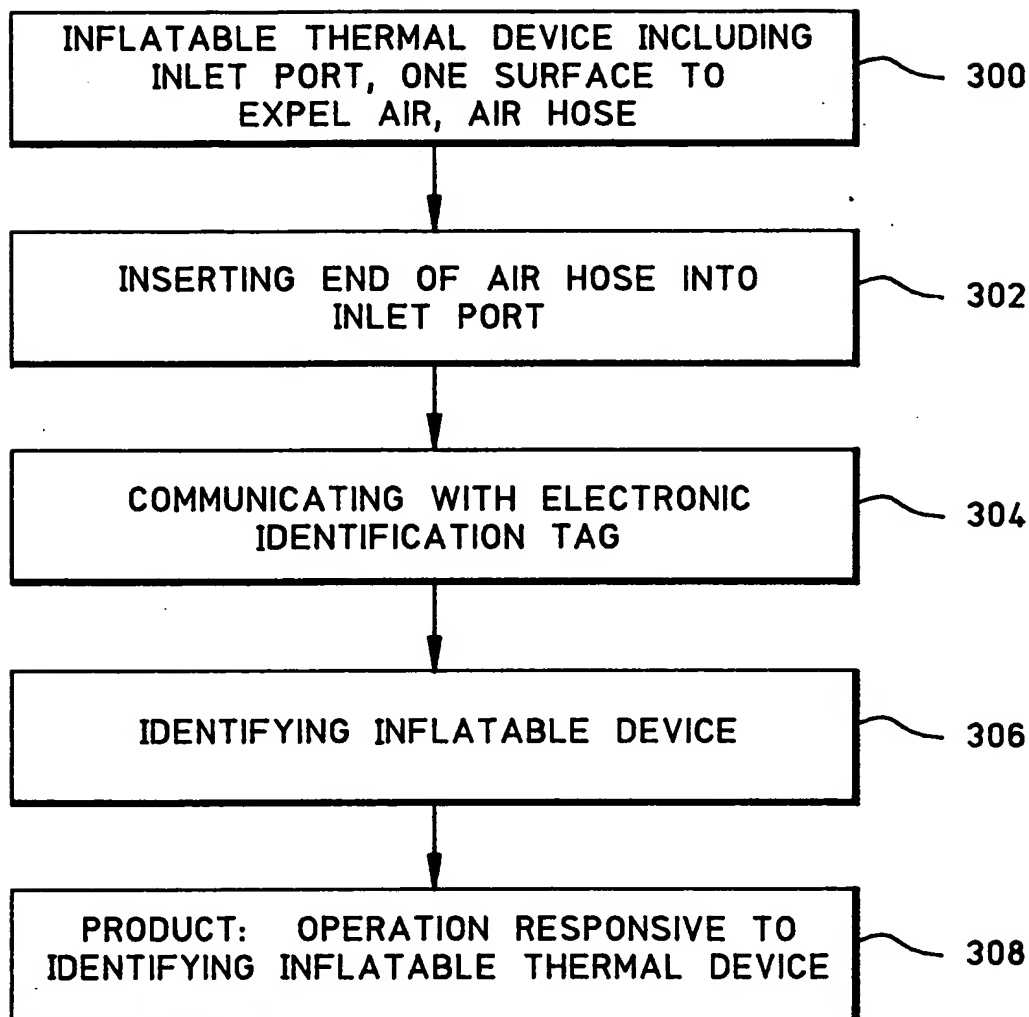 INFLATABLE THERMAL DEVICE INCLUDING
INLET PORT, ONE SURFACE TO
EXPEL AIR, AIR HOSE
300
INSERTING END OF AIR HOSE INTO
INLET PORT
302
COMMUNICATING WITH ELECTRONIC
IDENTIFICATION TAG
304
IDENTIFYING INFLATABLE DEVICE
306
PRODUCT: OPERATION RESPONSIVE TO
IDENTIFYING INFLATABLE THERMAL DEVICE
308